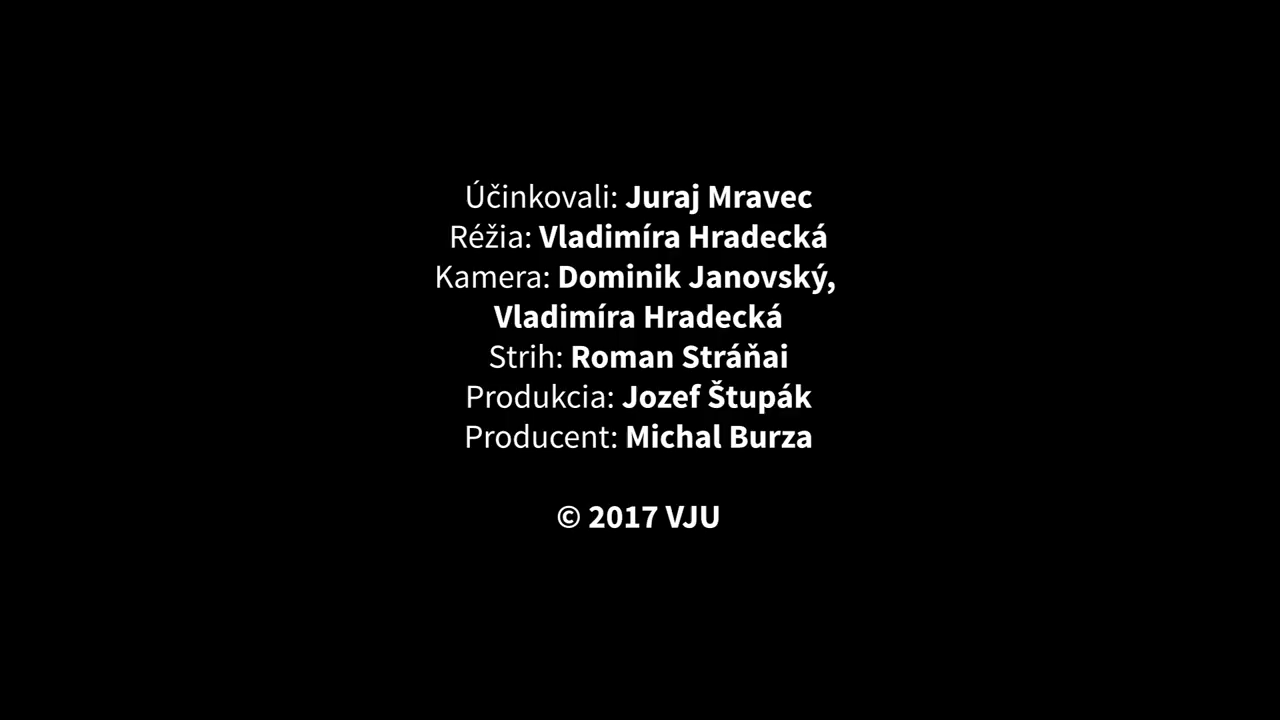 Účinkovali: Juraj Mravec
Réžia: Vladimíra Hradecká
Kamera: Dominik Janovský,
Vladimíra Hradecká
Strih: Roman Stráňai
Produkcia: Jozef Štupák
Producent: Michal Burza
© 2017 VJU